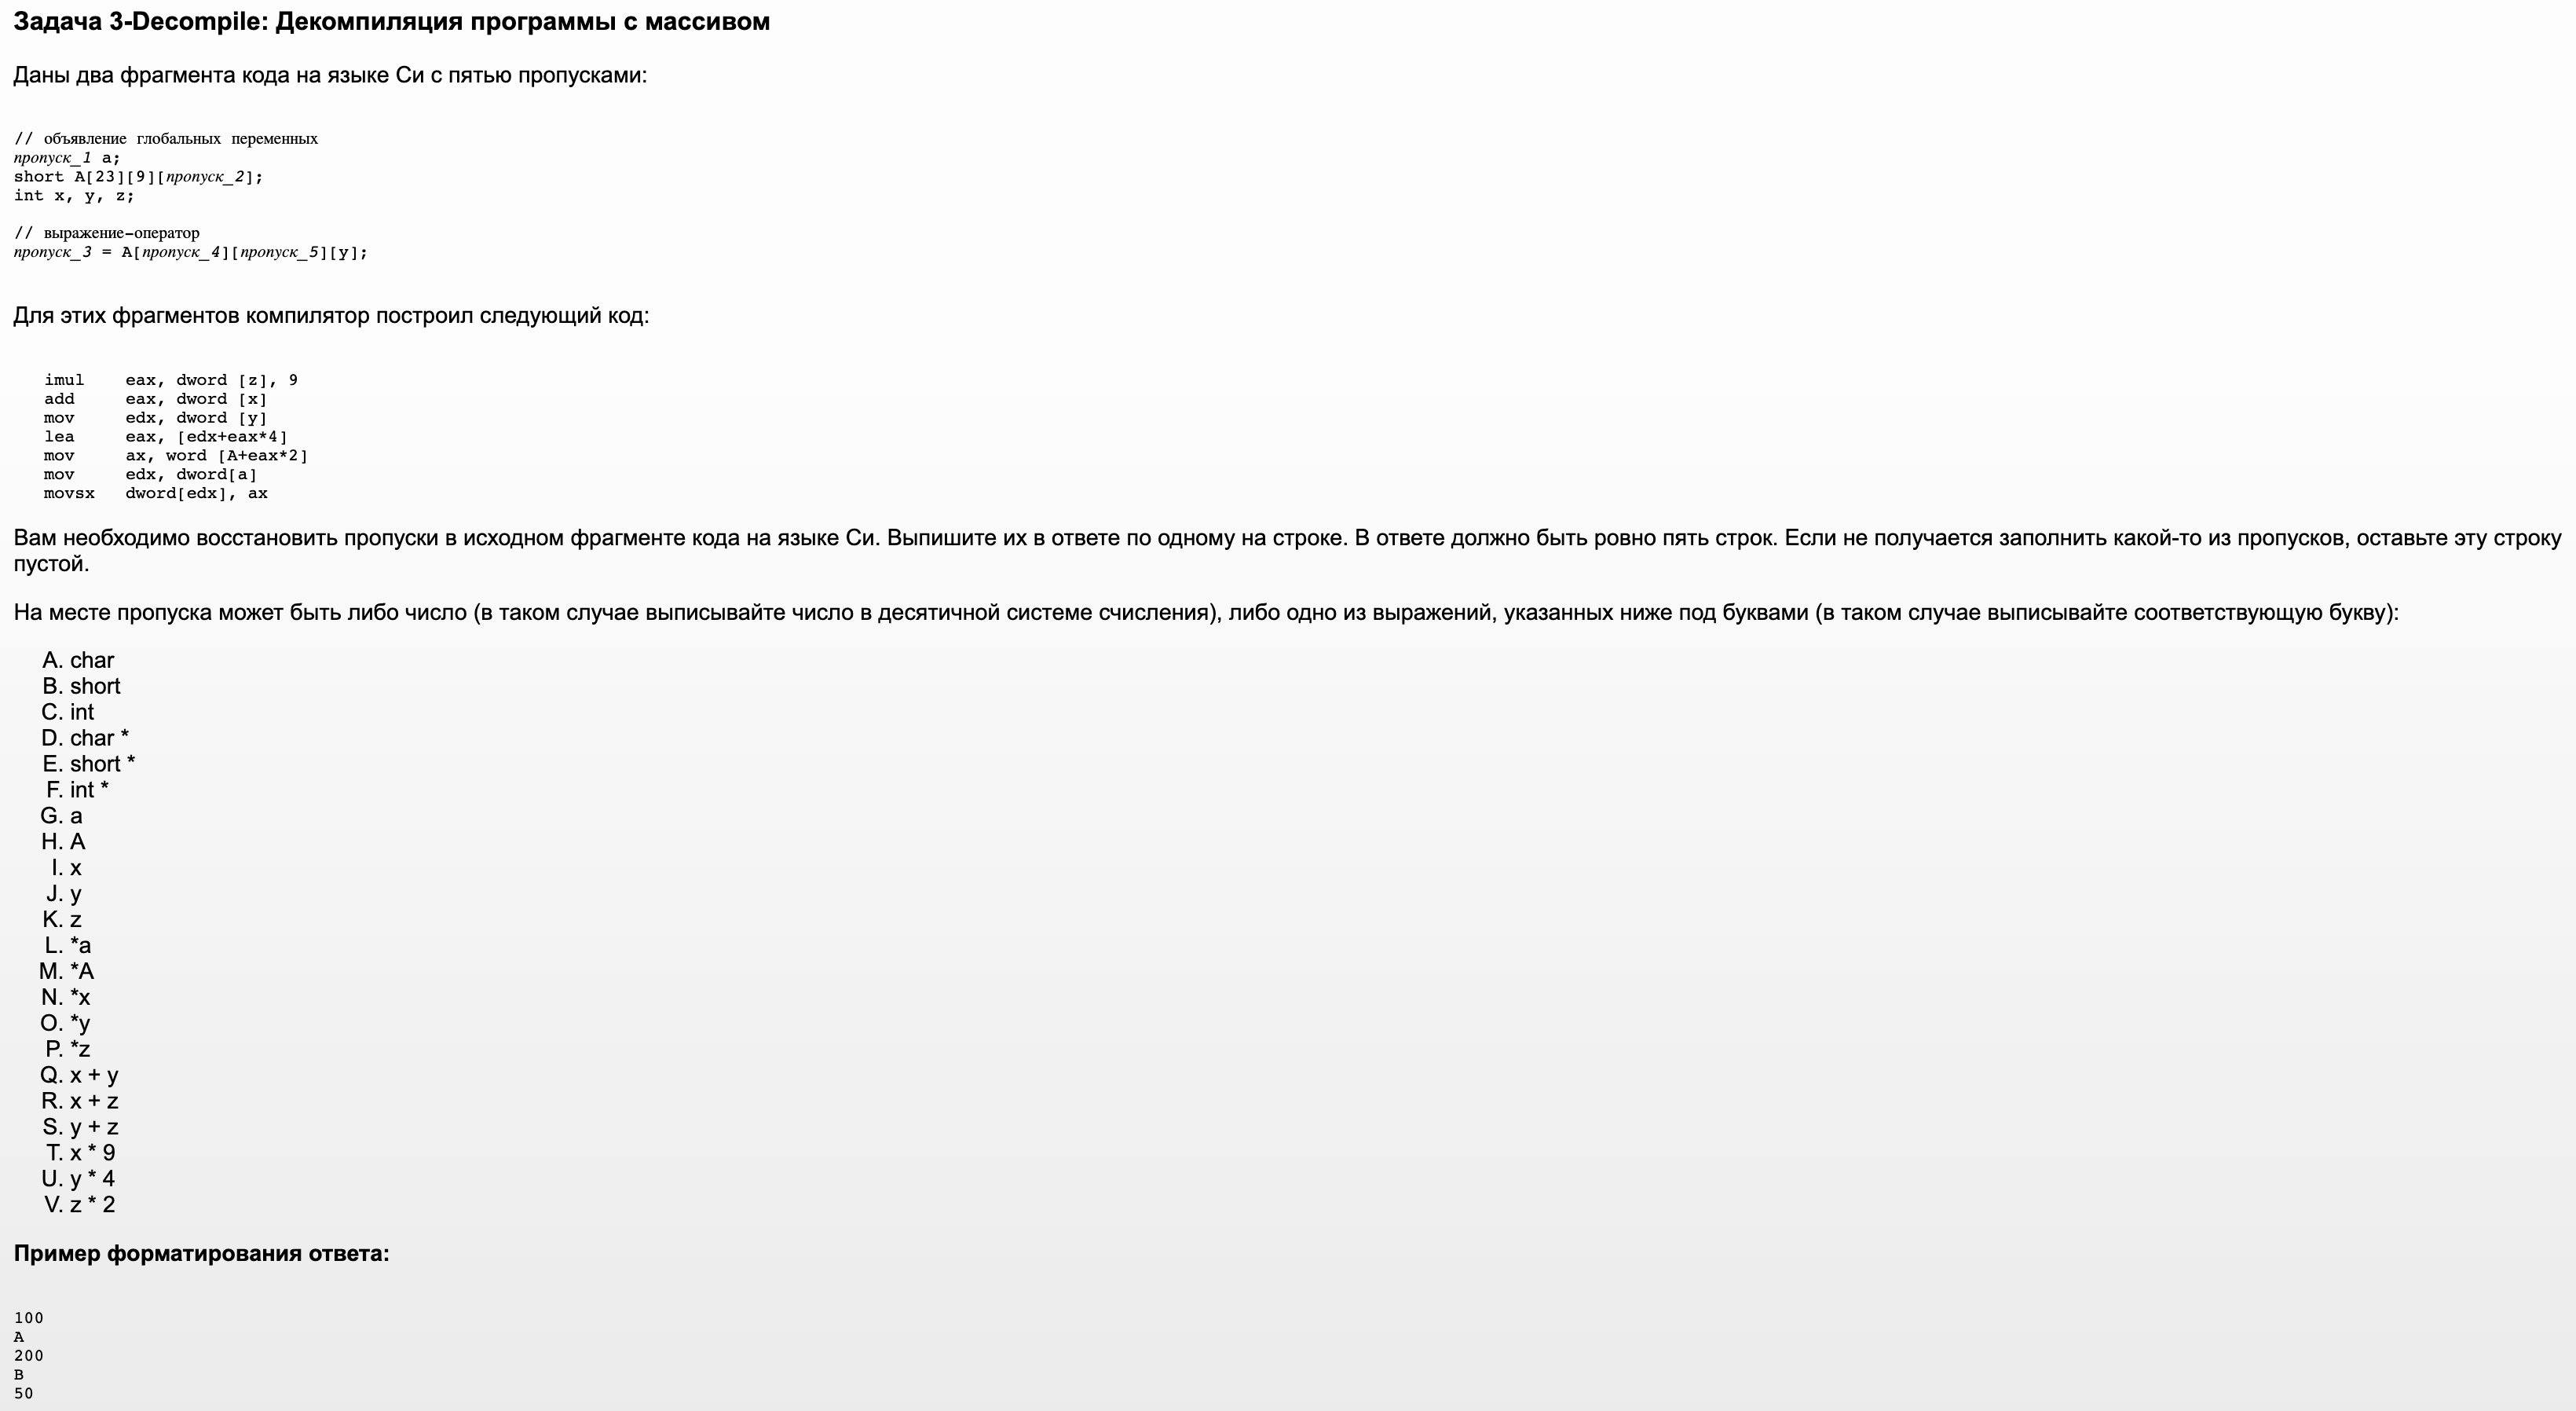 Задача 3-Decompile: Декомпиляция программы с массивом
Даны два фрагмента кода на языке Си с пятью пропусками:
// объявление глобальных переменных
пропуск_1 a;
short A[23][9][пропуск_2];
int x, y, z;
// выражение-оператор
пропуск_3 = A[пропуск_4][пропуск_5][y];
Для этих фрагментов компилятор построил следующий код:
imul eax, dword [z], 9
add eax, dword [x]
mov edx, dword [y]
lea eax, [edx+eax*4]
mov ax, word [A+eax*2]
mov edx, dword[a]
movsx dword[edx], ax
Вам необходимо восстановить пропуски в исходном фрагменте кода на языке Си. Выпишите их в ответе по одному на строке. В ответе должно быть ровно пять строк. Если не получается заполнить какой-то из пропусков, оставьте эту строку
пустой.
На месте пропуска может быть либо число (в таком случае выписывайте число в десятичной системе счисления), либо одно из выражений, указанных ниже под буквами (в таком случае выписывайте соответствующую букву):
A. char
B. short
C. int
D. char *
E. short *
F. int *
G. a
H. A
I. x
J. y
K. z
L. *a
M. *A
N. *x
O. *y
P. *z
Q. x + y
R. x + z
S. y + z
T. x * 9
U. y * 4
V. z * 2
Пример форматирования ответа:
100
A
200
B
50